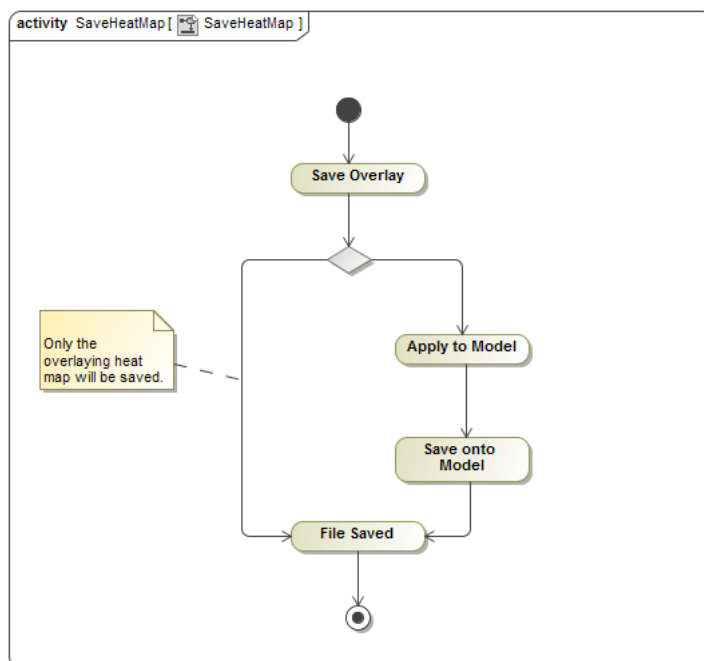 activity SaveHeatMap [ SaveHeatMap ]
Save Overlay
Only the
overlaying heat
map will be saved.
Apply to Model
Save onto
Model
File Saved